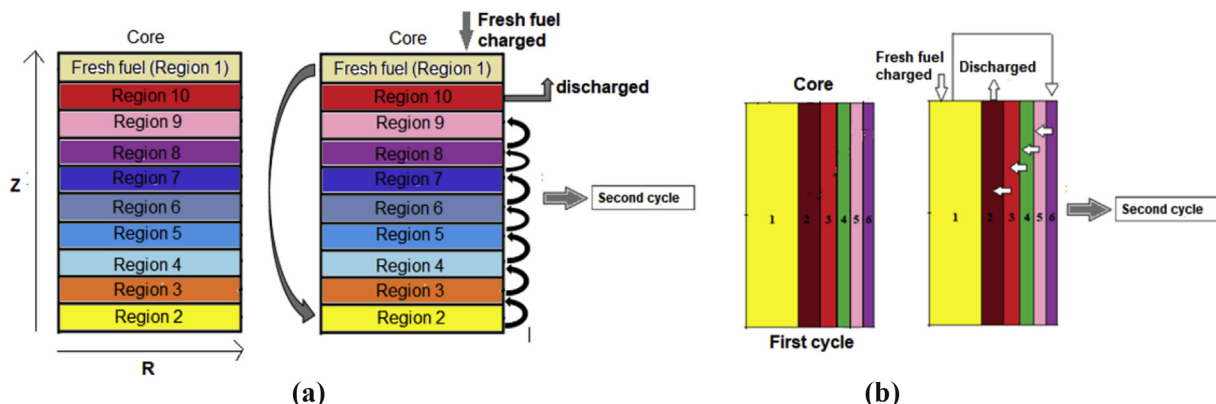 Core
Fresh fuel (Region 1)
Region 10
Region 9
Region 8
Region 7
Region 6
Region 5
Region 4
Region 3
Region 2
Z
R
Fresh fuel
charged
Core
Fresh fuel (Region 1)
Region 10
Region 9
Region 8
Region 7
Region 6
Region 5
Region 4
Region 3
Region 2
discharged
Second cycle
(a)
Core
1 2 3 4 5 6
First cycle
Fresh fuel
charged
Discharged
1 2 3 4 5 6
Second cycle
(b)